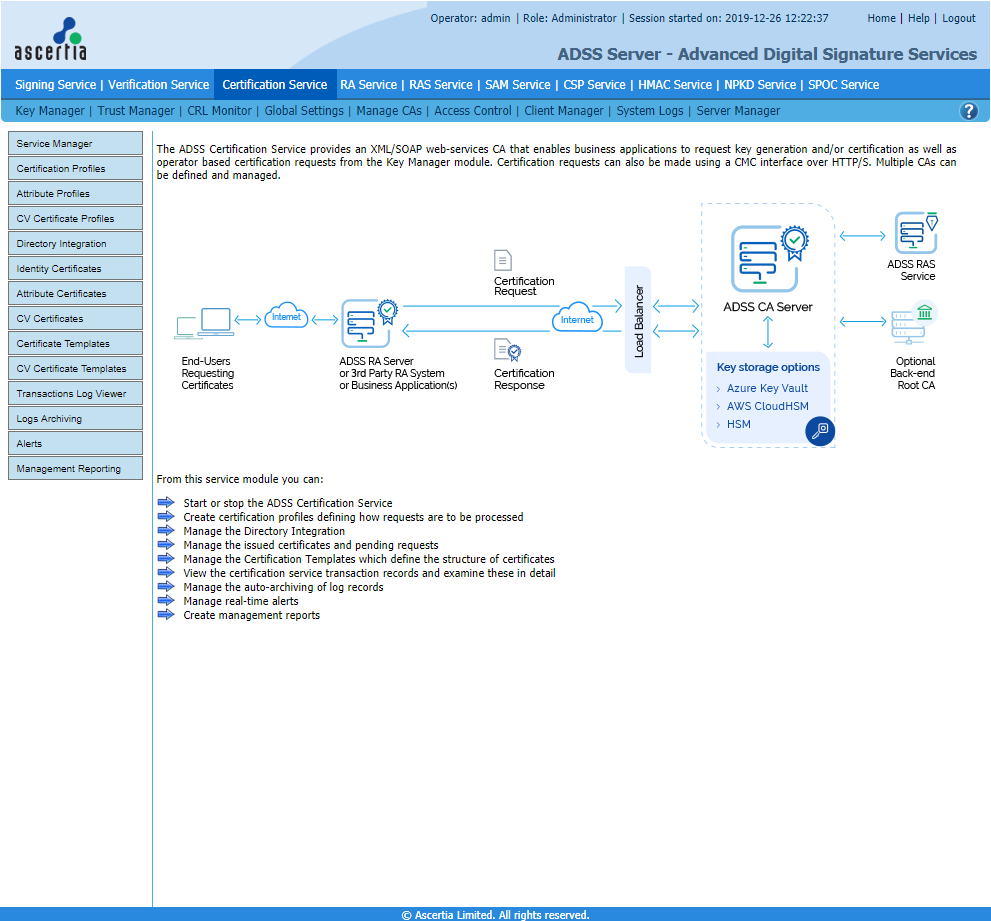 Operator: admin | Role: Administrator | Session started on: 2019-12-26 12:22:37
Home | Help | Logout
ascertia
ADSS Server - Advanced Digital Signature Services
Signing Service | Verification Service Certification Service RA Service | RAS Service | SAM Service | CSP Service | HMAC Service | NPKD Service | SPOC Service
Key Manager | Trust Manager | CRL Monitor | Global Settings | Manage CAs | Access Control | Client Manager | System Logs | Server Manager
?
Service Manager
Certification Profiles
Attribute Profiles
CV Certificate Profiles
Directory Integration
Identity Certificates
Attribute Certificates
CV Certificates
Certificate Templates
CV Certificate Templates
Transactions Log Viewer
Logs Archiving
Alerts
Management Reporting
The ADSS Certification Service provides an XML/SOAP web-services CA that enables business applications to request key generation and/or certification as well as
operator based certification requests from the Key Manager module. Certification requests can also be made using a CMC interface over HTTP/S. Multiple CAs can
be defined and managed.
End-Users
Requesting
Certificates
Internet
ADSS RA Server
or 3rd Party RA System
or Business Application(s)
Certification
Request
Internet
Certification
Response
Load Balancer
ADSS CA Server
Key storage options
› Azure Key Vault
› AWS CloudHSM
› HSM
ADSS RAS
Service
Optional
Back-end
Root CA
From this service module you can:
Start or stop the ADSS Certification Service
Create certification profiles defining how requests are to be processed
Manage the Directory Integration
Manage the issued certificates and pending requests
Manage the Certification Templates which define the structure of certificates
View the certification service transaction records and examine these in detail
Manage the auto-archiving of log records
Manage real-time alerts
Create management reports
© Ascertia Limited. All rights reserved.